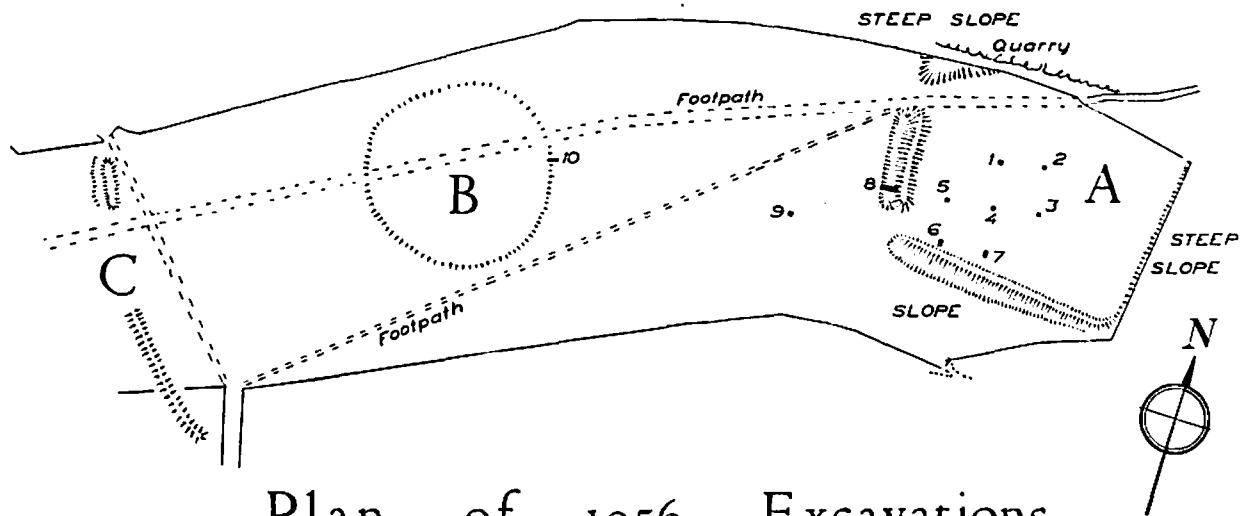 STEEP SLOPE
Quarry
Footpath
10
1
2
A
8
5
B
9
4
3
6
STEEP
SLOPE
7
C
SLOPE
Footpath
N
Plan of 1956 Excavations